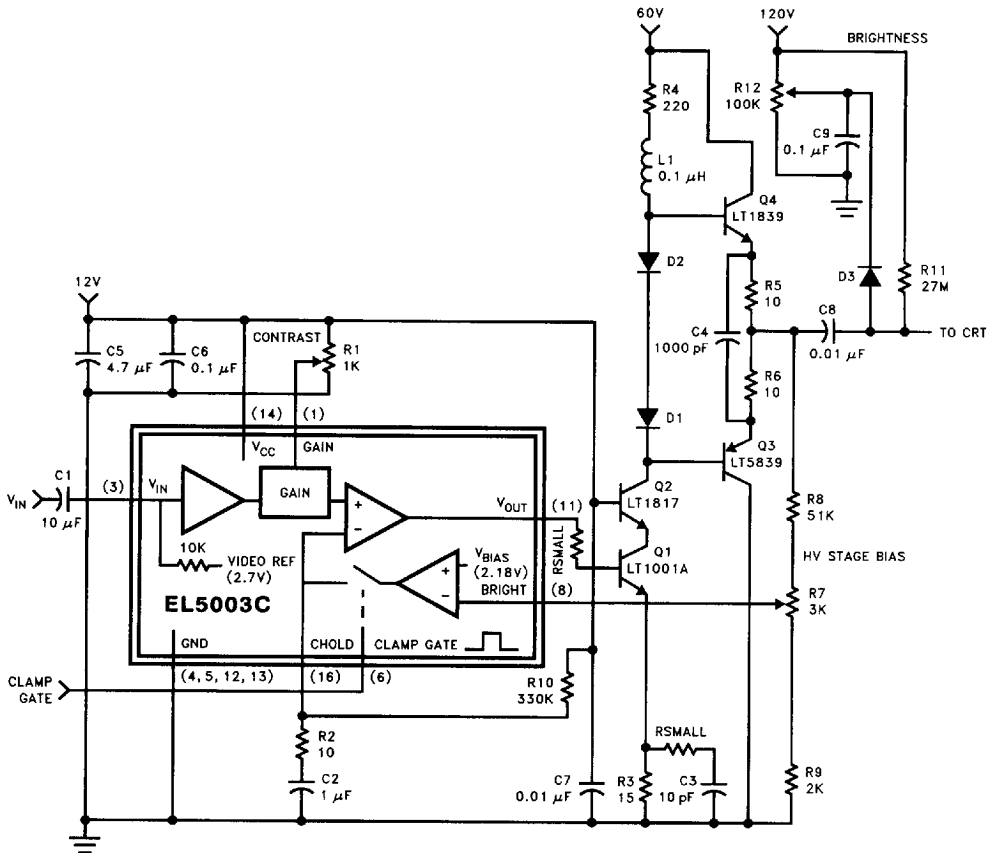 60V
120V
BRIGHTNESS
R4
220
R12
100K
C9
0.1 μF
L1
0.1 μH
Q4
LT1839
D2
D3
R11
27M
12V
R5
10
C8
0.01 μF
TO CRT
C4
1000 pF
CONTRAST
R1
1K
C5
4.7 μF
C6
0.1 μF
R6
10
(14)
(1)
D1
Q3
LT5839
VCC
GAIN
C1
10 μF
VIN
(3)
VIN
GAIN
+
−
VOUT
(11)
Q2
LT1817
R8
51K
RSMALL
Q1
LT1001A
10K
VIDEO REF
(2.7V)
VBIAS
(2.18V)
+
−
BRIGHT
(8)
HV STAGE BIAS
R7
3K
EL5003C
GND
CHOLD
CLAMP GATE
CLAMP
GATE
(4, 5, 12, 13)
(16)
(6)
R10
330K
R2
10
RSMALL
C2
1 μF
C7
0.01 μF
R3
15
C3
10 pF
R9
2K